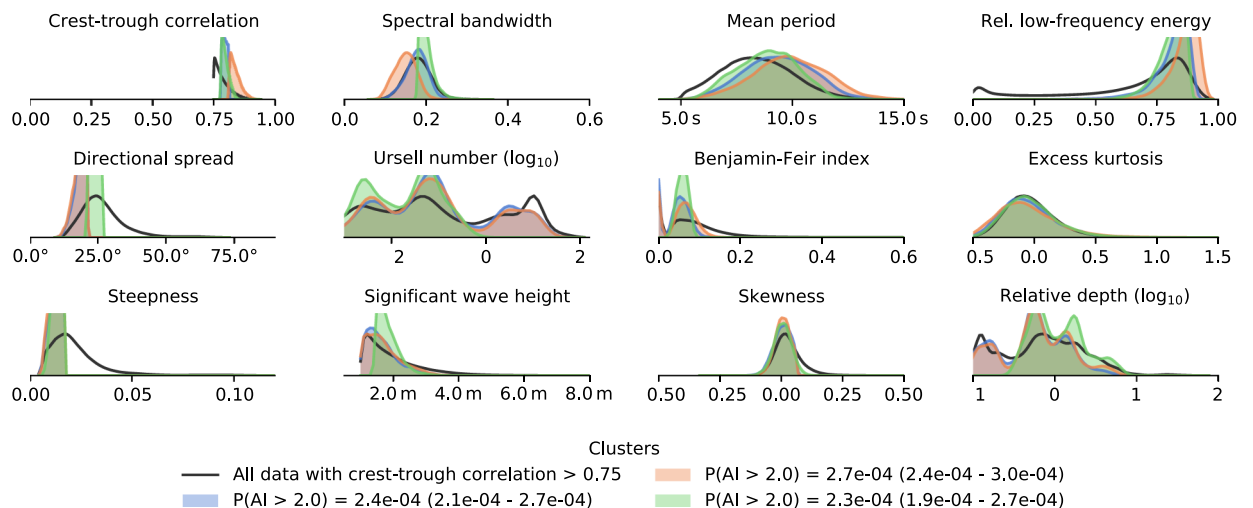 Crest-trough correlation Spectral bandwidth Mean period Rel. low-frequency energy
0.00 0.25 0.50 0.75 1.00 0.0 0.2 0.4 0.6 5.0 s 10.0 s 15.0 s 0.00 0.25 0.50 0.75 1.00
Directional spread Ursell number (log₁₀) Benjamin-Feir index Excess kurtosis
0.0° 25.0° 50.0° 75.0° 2 0 2 0.0 0.2 0.4 0.6 0.5 0.0 0.5 1.0 1.5
Steepness Significant wave height Skewness Relative depth (log₁₀)
0.00 0.05 0.10 2.0 m 4.0 m 6.0 m 8.0 m 0.50 0.25 0.00 0.25 0.50 1 0 1 2
Clusters
All data with crest-trough correlation > 0.75 P(AI > 2.0) = 2.7e-04 (2.4e-04 - 3.0e-04)
P(AI > 2.0) = 2.4e-04 (2.1e-04 - 2.7e-04) P(AI > 2.0) = 2.3e-04 (1.9e-04 - 2.7e-04)